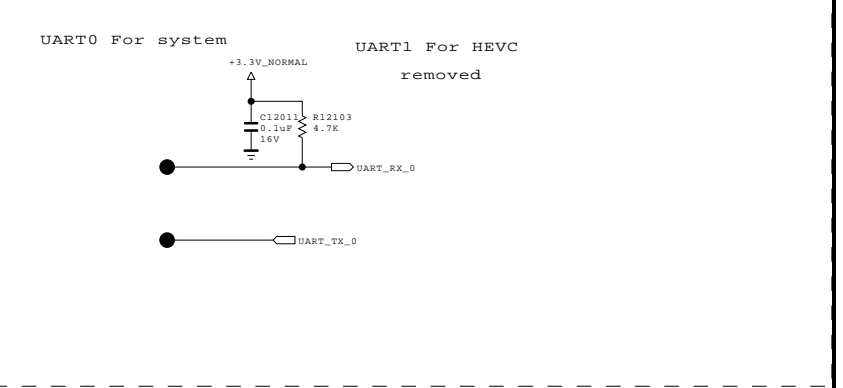 UART0 For system
UART1 For HEVC
removed
+3.3V_NORMAL
C12011
0.1uF
16V
R12103
4.7K
UART_RX_0
UART_TX_0